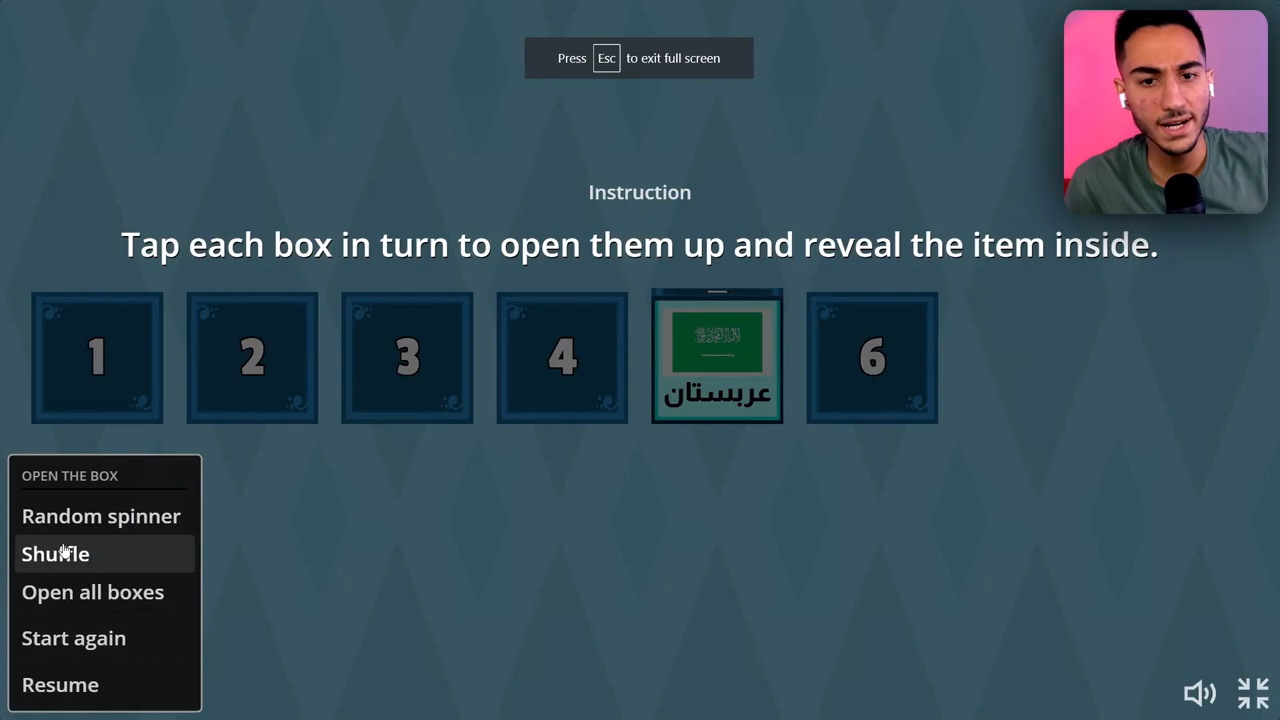 Press Esc to exit full screen
Instruction
Tap each box in turn to open them up and reveal the item inside.
1 2 3 4 6
عربستان
OPEN THE BOX
Random spinner
Shuffle
Open all boxes
Start again
Resume